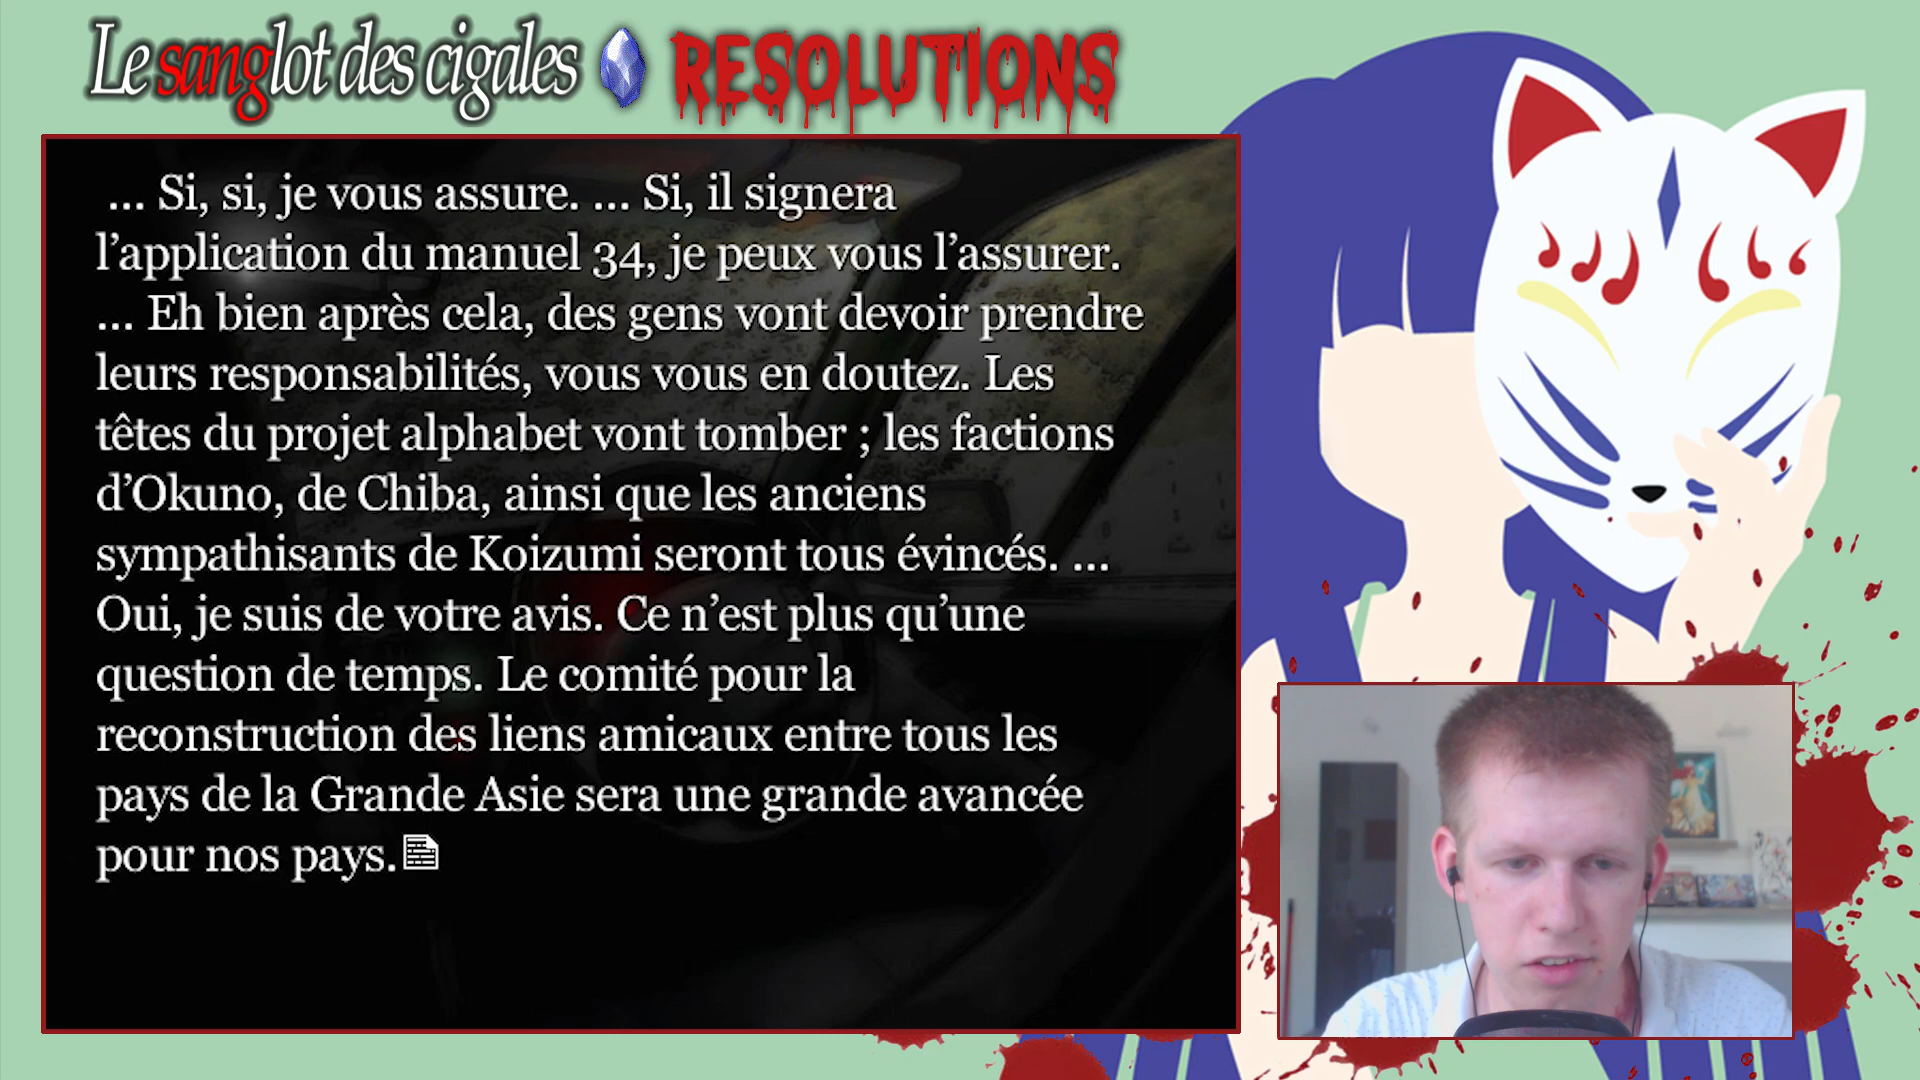 Le sanglot des cigales RESOLUTIONS
... Si, si, je vous assure. ... Si, il signera
l’application du manuel 34, je peux vous l’assurer.
... Eh bien après cela, des gens vont devoir prendre
leurs responsabilités, vous vous en doutez. Les
têtes du projet alphabet vont tomber ; les factions
d’Okuno, de Chiba, ainsi que les anciens
sympathisants de Koizumi seront tous évincés. ...
Oui, je suis de votre avis. Ce n’est plus qu’une
question de temps. Le comité pour la
reconstruction des liens amicaux entre tous les
pays de la Grande Asie sera une grande avancée
pour nos pays.